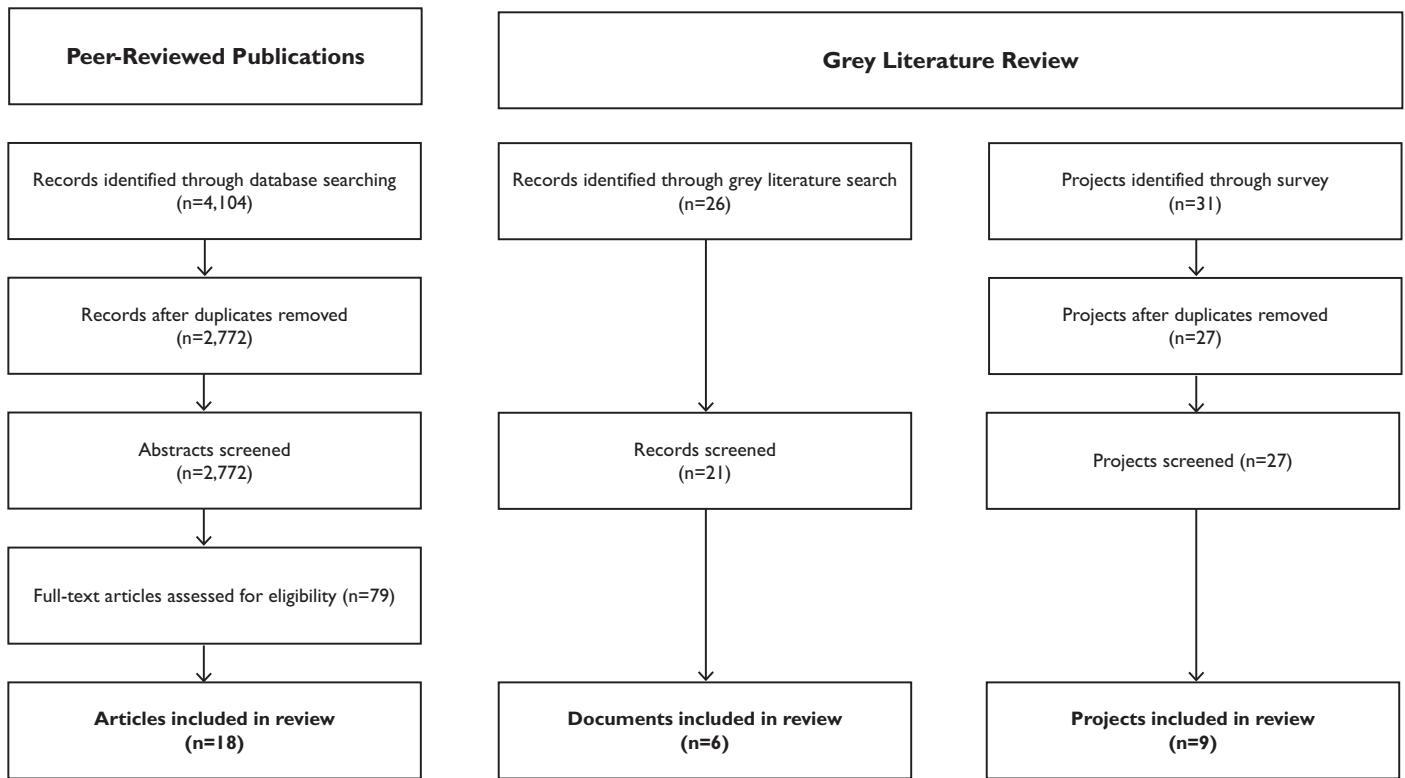 Peer-Reviewed Publications
Grey Literature Review
Records identified through database searching
(n=4,104)
Records after duplicates removed
(n=2,772)
Abstracts screened
(n=2,772)
Full-text articles assessed for eligibility (n=79)
Articles included in review
(n=18)
Records identified through grey literature search
(n=26)
Records screened
(n=21)
Documents included in review
(n=6)
Projects identified through survey
(n=31)
Projects after duplicates removed
(n=27)
Projects screened (n=27)
Projects included in review
(n=9)